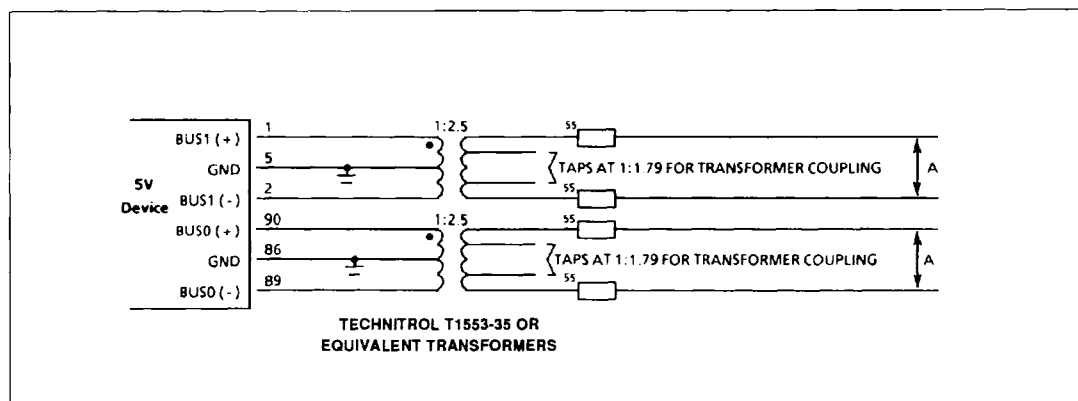 1 1:2.5 55
BUS1 (+)
GND 5 TAPS AT 1:1.79 FOR TRANSFORMER COUPLING A
5V
Device
BUS1 (-) 2 55
BUS0 (+) 90 1:2.5 55
GND 86 TAPS AT 1:1.79 FOR TRANSFORMER COUPLING A
BUS0 (-) 89 55
TECHNITROL T1553-35 OR
EQUIVALENT TRANSFORMERS